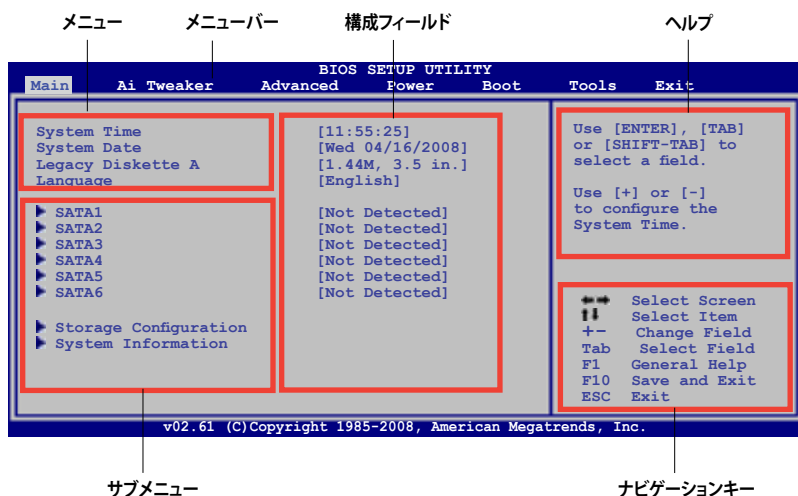 メニュー メニューバー 構成フィールド ヘルプ
BIOS SETUP UTILITY
Main Ai Tweaker Advanced Power Boot Tools Exit
System Time [11:55:25]
System Date [Wed 04/16/2008]
Legacy Diskette A [1.44M, 3.5 in.]
Language [English]
SATA1 [Not Detected]
SATA2 [Not Detected]
SATA3 [Not Detected]
SATA4 [Not Detected]
SATA5 [Not Detected]
SATA6 [Not Detected]
Storage Configuration
System Information
Use [ENTER], [TAB]
or [SHIFT-TAB] to
select a field.
Use [+] or [-]
to configure the
System Time.
←→ Select Screen
↑↓ Select Item
+- Change Field
Tab Select Field
F1 General Help
F10 Save and Exit
ESC Exit
v02.61 (C)Copyright 1985-2008, American Megatrends, Inc.
サブメニュー ナビゲーションキー